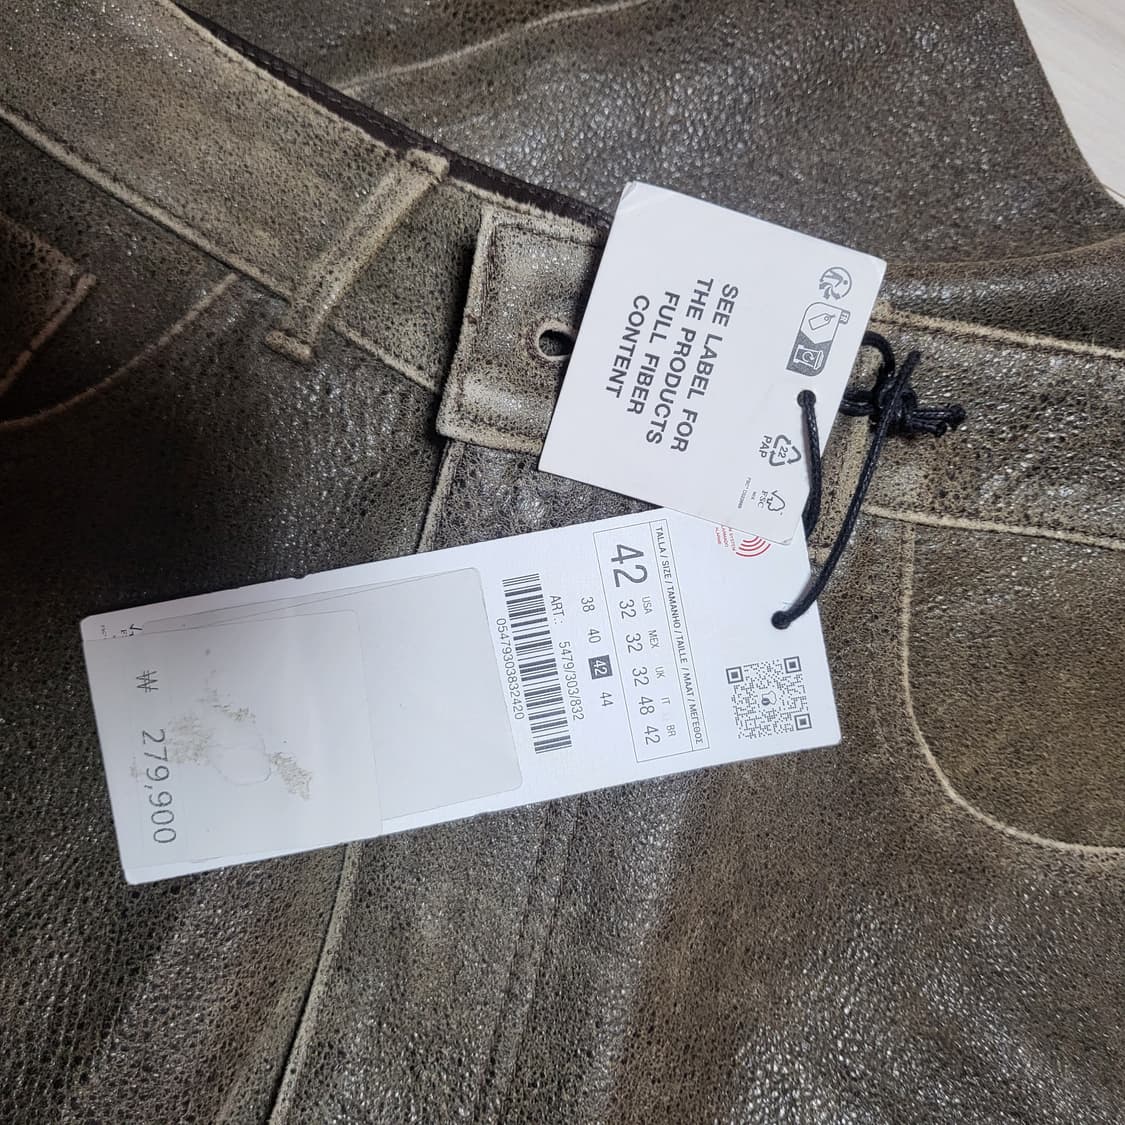 SEE LABEL FOR
THE PRODUCTS
FULL FIBER
CONTENT
22
PAP
FSC
TALLA / SIZE / TAMANHO / TAILLE / MAAT / ΜΕΓΕΘΟΣ
USA MEX UK IT BR
42 32 32 32 48 42
38 40 42 44
ART.: 5479/303/832
05479303832420
₩ 279,900